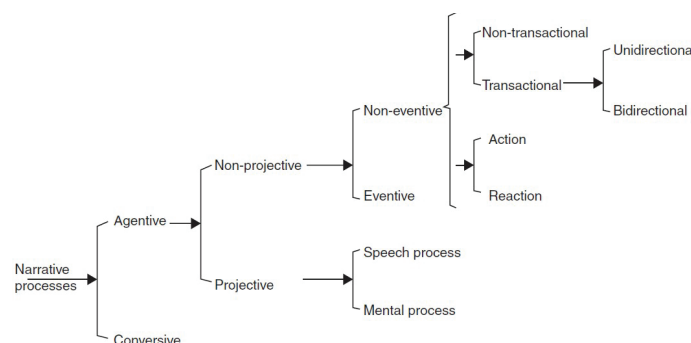 Non-transactional
Unidirectiona
Transactional
Non-eventive
Bidirectional
Action
Non-projective
Eventive
Reaction
Agentive
Speech process
Narrative
processes
Projective
Mental process
Conversive